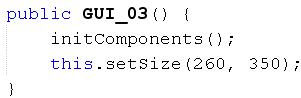 public GUI_03() {
initComponents();
this.setSize(260, 350);
}